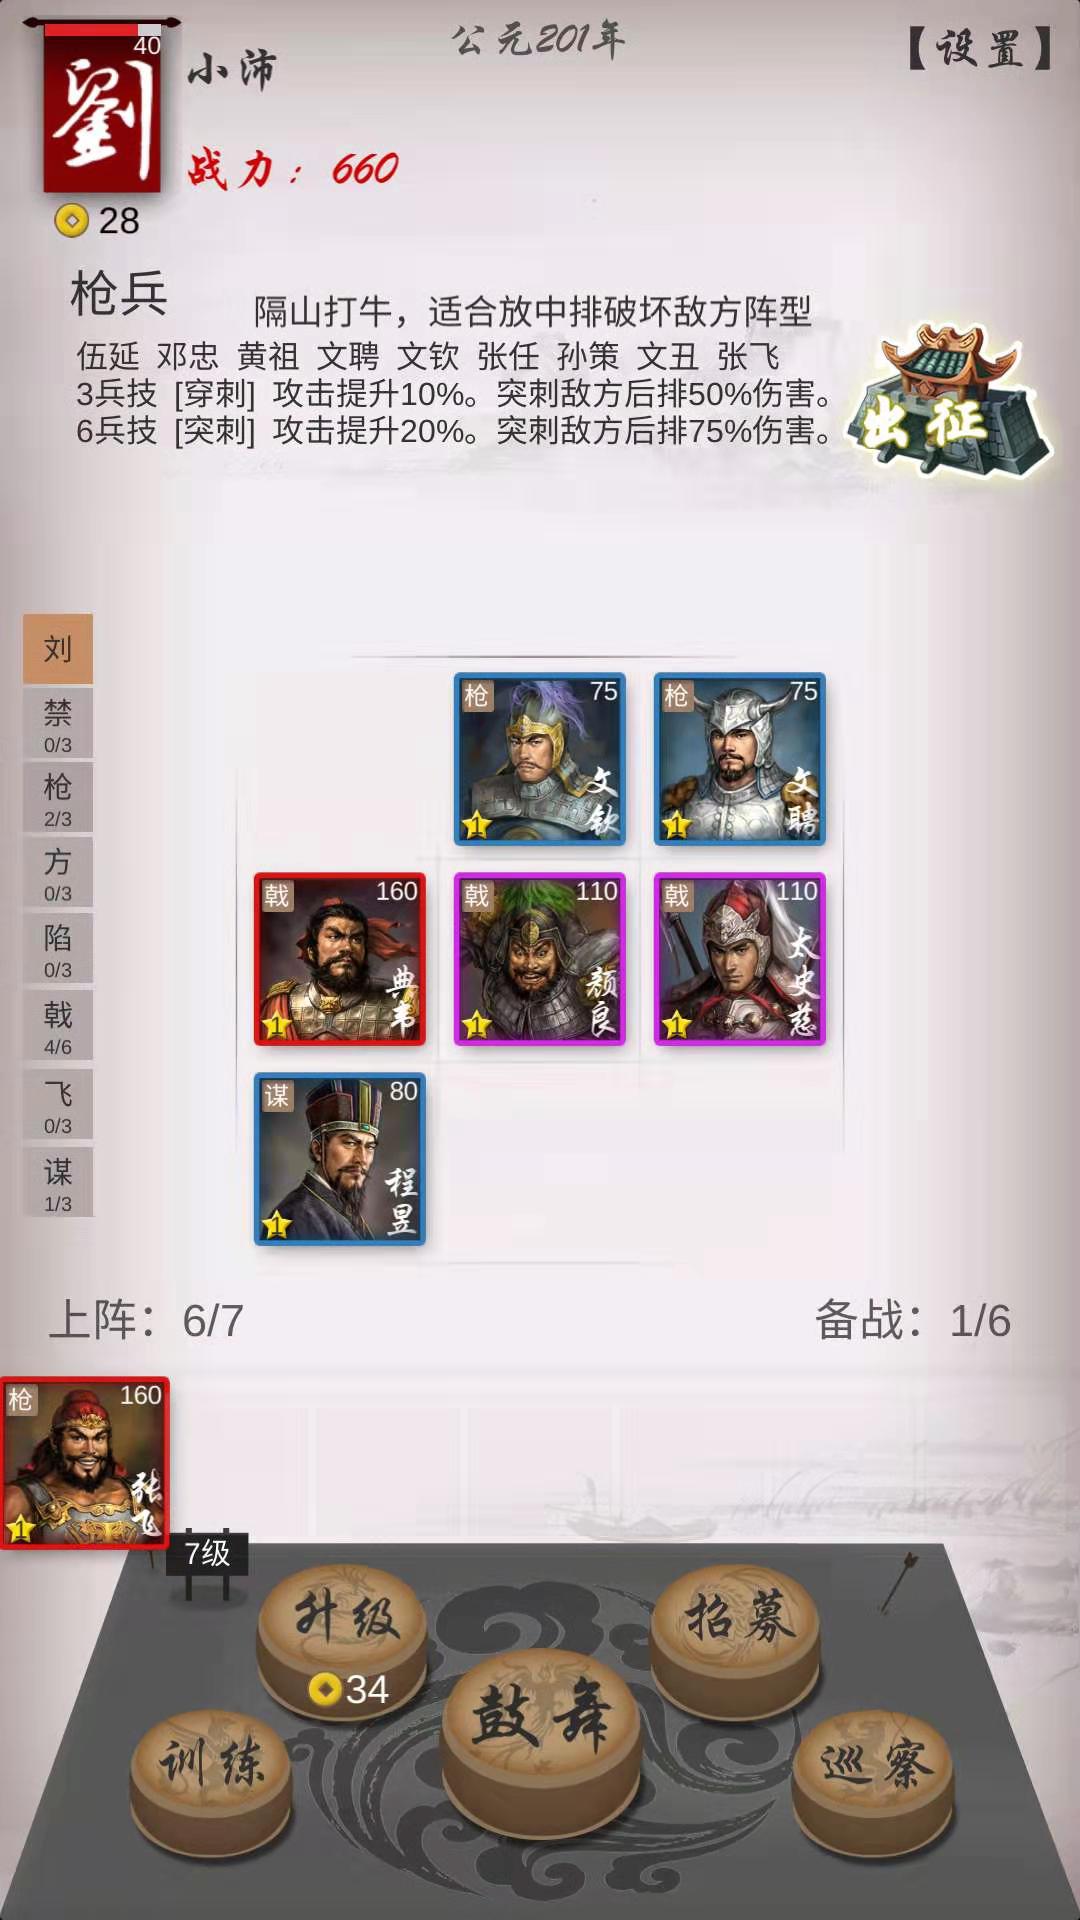 劉
40
小沛
公元201年
【设置】
战力：660
28
枪兵
隔山打牛，适合放中排破坏敌方阵型
伍延 邓忠 黄祖 文聘 文钦 张任 孙策 文丑 张飞
3兵技 [穿刺] 攻击提升10%。突刺敌方后排50%伤害。
6兵技 [突刺] 攻击提升20%。突刺敌方后排75%伤害。
出征
刘
禁
0/3
枪
2/3
方
0/3
陷
0/3
戟
4/6
飞
0/3
谋
1/3
枪 75
文钦
1
枪 75
文聘
1
戟 160
典韦
1
戟 110
颜良
1
戟 110
太史慈
1
谋 80
程昱
1
上阵：6/7
备战：1/6
枪 160
张飞
1
7级
升级
34
招募
鼓舞
训练
巡察